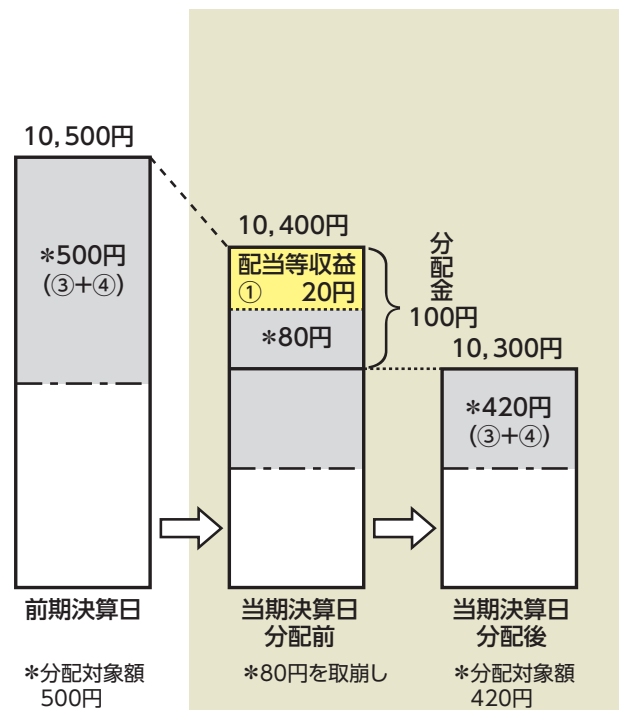 10,500円
*500円
(③+④)
10,400円
配当等収益
① 20円
*80円
分配金
100円
10,300円
*420円
(③+④)
前期決算日
当期決算日
分配前
当期決算日
分配後
*分配対象額
500円
*80円を取崩し
*分配対象額
420円